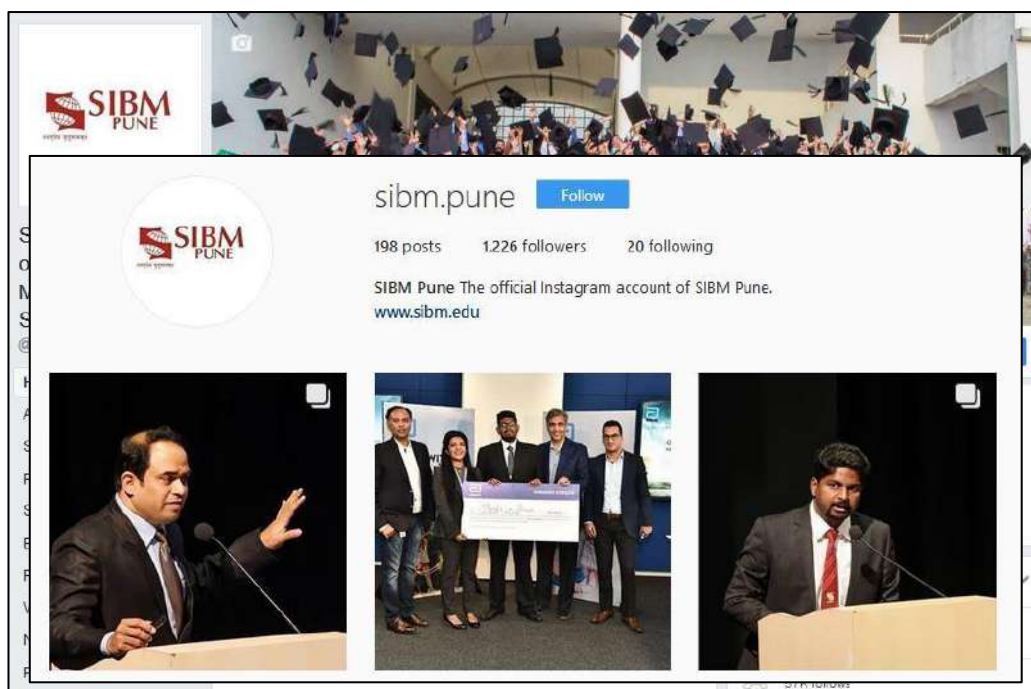 SIBM
PUNE
S
o
M
S
@
H
A
S
P
S
E
F
V
N
P
SIBM
PUNE
sibm.pune
Follow
198 posts 1,226 followers 20 following
SIBM Pune The official Instagram account of SIBM Pune.
www.sibm.edu